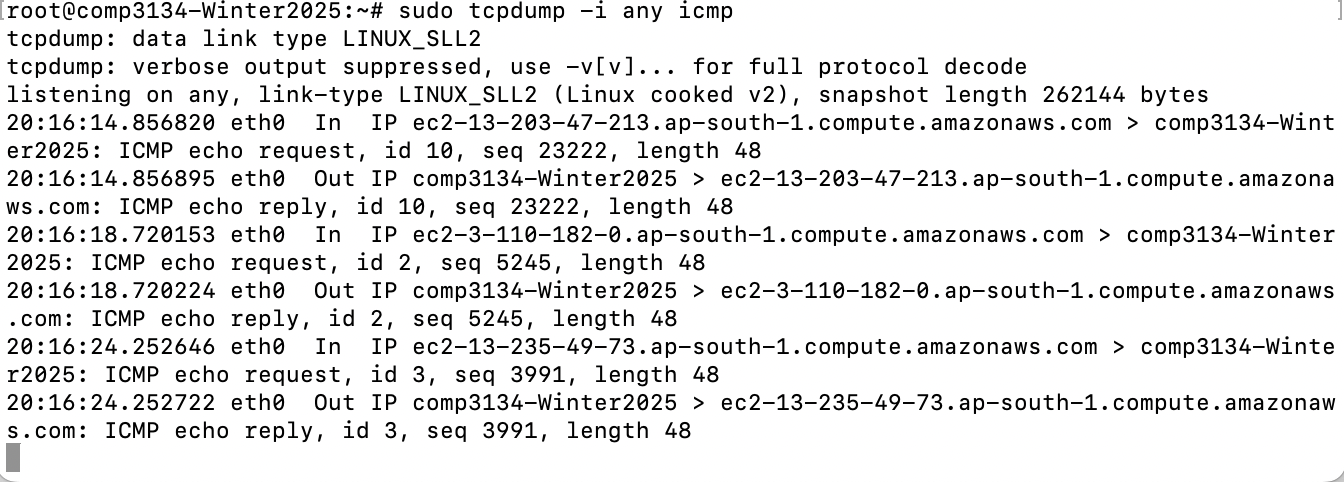 [root@comp3134-Winter2025:~# sudo tcpdump -i any icmp ]
tcpdump: data link type LINUX_SLL2
tcpdump: verbose output suppressed, use -v[v]... for full protocol decode
listening on any, link-type LINUX_SLL2 (Linux cooked v2), snapshot length 262144 bytes
20:16:14.856820 eth0  In  IP ec2-13-203-47-213.ap-south-1.compute.amazonaws.com > comp3134-Wint
er2025: ICMP echo request, id 10, seq 23222, length 48
20:16:14.856895 eth0  Out IP comp3134-Winter2025 > ec2-13-203-47-213.ap-south-1.compute.amazona
ws.com: ICMP echo reply, id 10, seq 23222, length 48
20:16:18.720153 eth0  In  IP ec2-3-110-182-0.ap-south-1.compute.amazonaws.com > comp3134-Winter
2025: ICMP echo request, id 2, seq 5245, length 48
20:16:18.720224 eth0  Out IP comp3134-Winter2025 > ec2-3-110-182-0.ap-south-1.compute.amazonaws
.com: ICMP echo reply, id 2, seq 5245, length 48
20:16:24.252646 eth0  In  IP ec2-13-235-49-73.ap-south-1.compute.amazonaws.com > comp3134-Winte
r2025: ICMP echo request, id 3, seq 3991, length 48
20:16:24.252722 eth0  Out IP comp3134-Winter2025 > ec2-13-235-49-73.ap-south-1.compute.amazonaw
s.com: ICMP echo reply, id 3, seq 3991, length 48